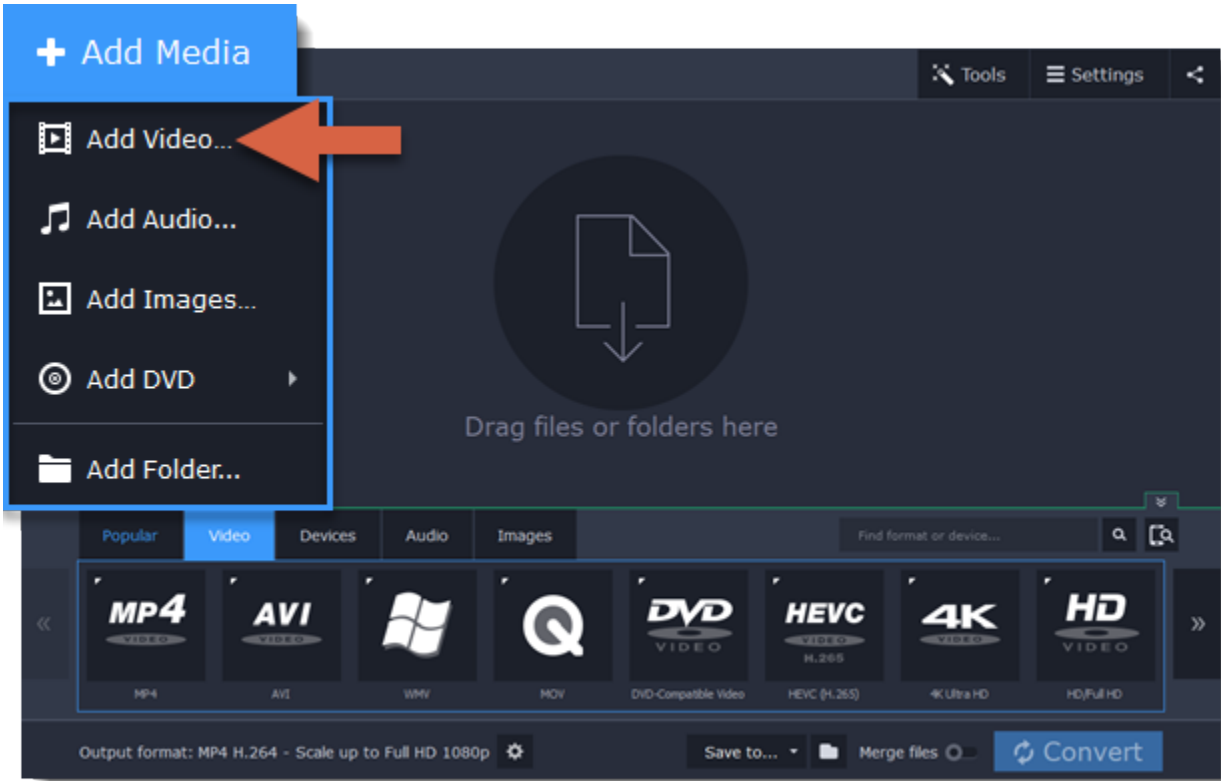 + Add Media
Tools
Settings
Add Video...
Add Audio...
Add Images...
Add DVD
Add Folder...
Drag files or folders here
Popular
Video
Devices
Audio
Images
Find format or device...
MP4
VIDEO
AVI
VIDEO
Q
DVD
VIDEO
HEVC
VIDEO
H.265
4K
VIDEO
HD
VIDEO
MP4
AVI
WMV
MOV
DVD-Compatible Video
HEVC (H.265)
4K Ultra HD
HD/Full HD
Output format: MP4 H.264 - Scale up to Full HD 1080p
Save to...
Merge files
Convert